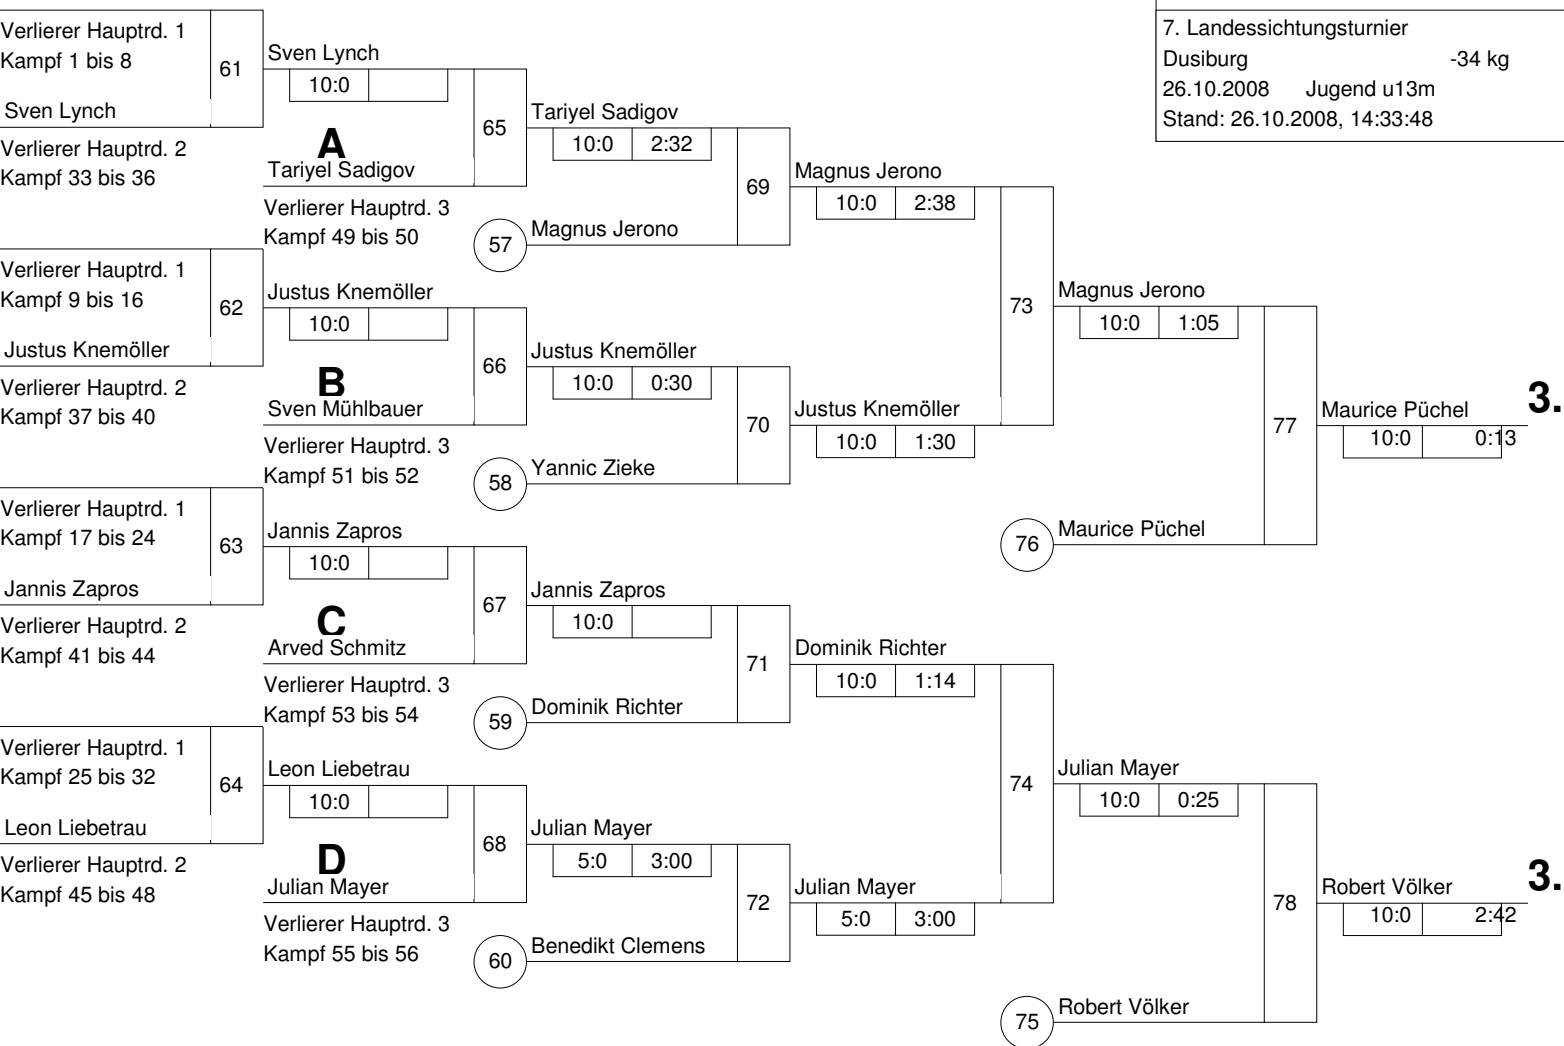 7. Landessichtungsturnier
Dusiburg -34 kg
26.10.2008 Jugend u13m
Stand: 26.10.2008, 14:33:48
Verlierer Hauptrd. 1
Kampf 1 bis 8
61
Sven Lynch
Verlierer Hauptrd. 2
Kampf 33 bis 36
Verlierer Hauptrd. 1
Kampf 9 bis 16
62
Justus Knemöller
Verlierer Hauptrd. 2
Kampf 37 bis 40
Verlierer Hauptrd. 1
Kampf 17 bis 24
63
Jannis Zapros
Verlierer Hauptrd. 2
Kampf 41 bis 44
Verlierer Hauptrd. 1
Kampf 25 bis 32
64
Leon Liebetrau
Verlierer Hauptrd. 2
Kampf 45 bis 48
Sven Lynch
10:0
A
65
Tariyel Sadigov
Verlierer Hauptrd. 3
Kampf 49 bis 50
Justus Knemöller
10:0
B
66
Sven Mühlbauer
Verlierer Hauptrd. 3
Kampf 51 bis 52
Jannis Zapros
10:0
C
67
Arved Schmitz
Verlierer Hauptrd. 3
Kampf 53 bis 54
Leon Liebetrau
10:0
D
68
Julian Mayer
Verlierer Hauptrd. 3
Kampf 55 bis 56
Tariyel Sadigov
10:0 2:32
69
57 Magnus Jerono
Justus Knemöller
10:0 0:30
70
58 Yannic Zieke
Jannis Zapros
10:0
71
59 Dominik Richter
Julian Mayer
5:0 3:00
72
60 Benedikt Clemens
Magnus Jerono
10:0 2:38
73
Justus Knemöller
10:0 1:30
Dominik Richter
10:0 1:14
74
Julian Mayer
5:0 3:00
Magnus Jerono
10:0 1:05
77
76 Maurice Püchel
Julian Mayer
10:0 0:25
78
75 Robert Völker
Maurice Püchel 3.
10:0 0:13
Robert Völker 3.
10:0 2:42